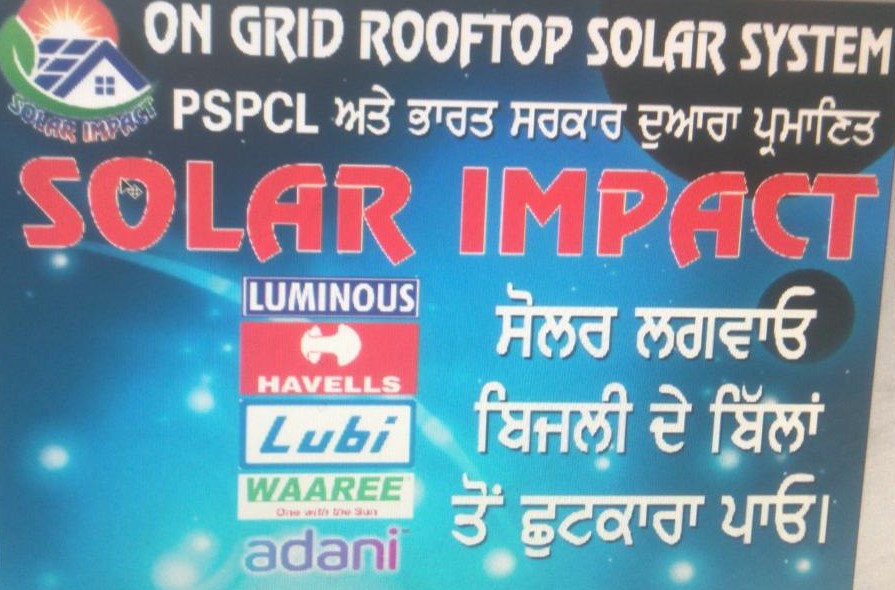 ON GRID ROOFTOP SOLAR SYSTEM
SOLAR IMPACT
PSPCL ਅਤੇ ਭਾਰਤ ਸਰਕਾਰ ਦੁਆਰਾ ਪ੍ਰਮਾਣਿਤ
SOLAR IMPACT
LUMINOUS
HAVELLS
Lubi
WAAREE
One with the Sun
adani
ਸੋਲਰ ਲਗਵਾਓ
ਬਿਜਲੀ ਦੇ ਬਿੱਲਾਂ
ਤੋਂ ਛੁਟਕਾਰਾ ਪਾਓ।